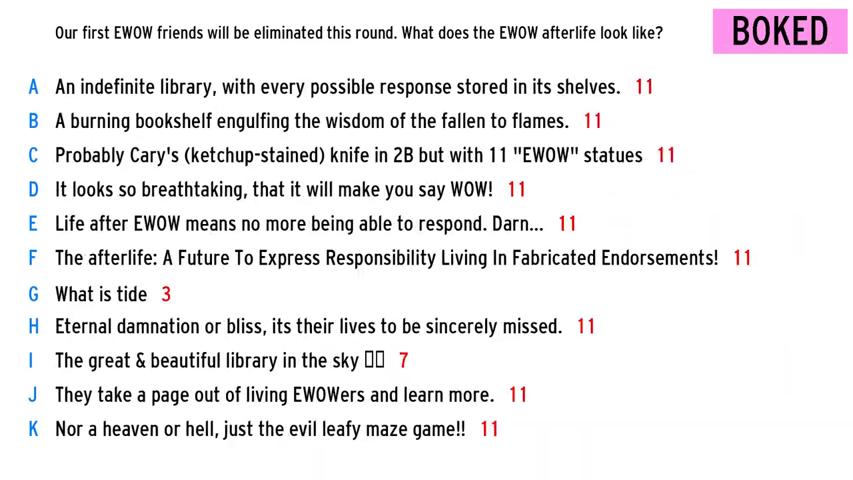 Our first EWOW friends will be eliminated this round. What does the EWOW afterlife look like?
BOKED
A An indefinite library, with every possible response stored in its shelves. 11
B A burning bookshelf engulfing the wisdom of the fallen to flames. 11
C Probably Cary's (ketchup-stained) knife in 2B but with 11 "EWOW" statues 11
D It looks so breathtaking, that it will make you say WOW! 11
E Life after EWOW means no more being able to respond. Darn... 11
F The afterlife: A Future To Express Responsibility Living In Fabricated Endorsements! 11
G What is tide 3
H Eternal damnation or bliss, its their lives to be sincerely missed. 11
I The great & beautiful library in the sky 7
J They take a page out of living EWOWers and learn more. 11
K Nor a heaven or hell, just the evil leafy maze game!! 11